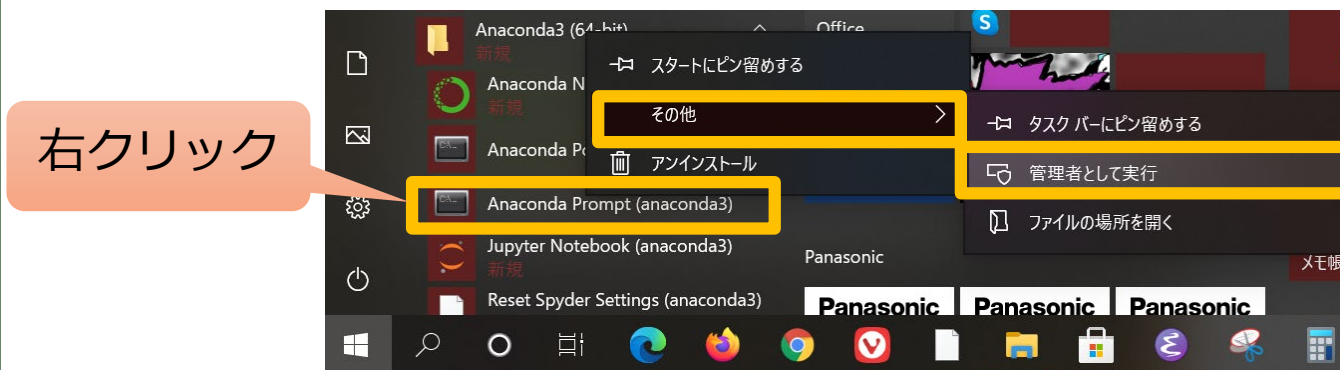 右クリック
Anaconda3 (64-bit)
新規
Anaconda N
新規
Anaconda Po
Anaconda Prompt (anaconda3)
Jupyter Notebook (anaconda3)
新規
Reset Spyder Settings (anaconda3)
スタートにピン留めする
その他
アンインストール
Office
タスク バーにピン留めする
管理者として実行
ファイルの場所を開く
Panasonic
メモ帳
Panasonic
Panasonic
Panasonic